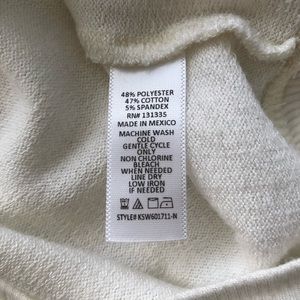 48% POLYESTER
47% COTTON
5% SPANDEX
RN# 131335
MADE IN MEXICO
MACHINE WASH
COLD
GENTLE CYCLE
ONLY
NON CHLORINE
BLEACH
WHEN NEEDED
LINE DRY
LOW IRON
IF NEEDED
STYLE# KSW601711-N